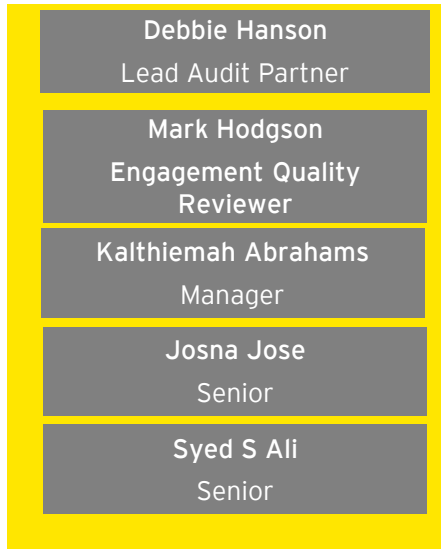 Debbie Hanson
Lead Audit Partner
Mark Hodgson
Engagement Quality
Reviewer
Kalthiemah Abrahams
Manager
Josna Jose
Senior
Syed S Ali
Senior